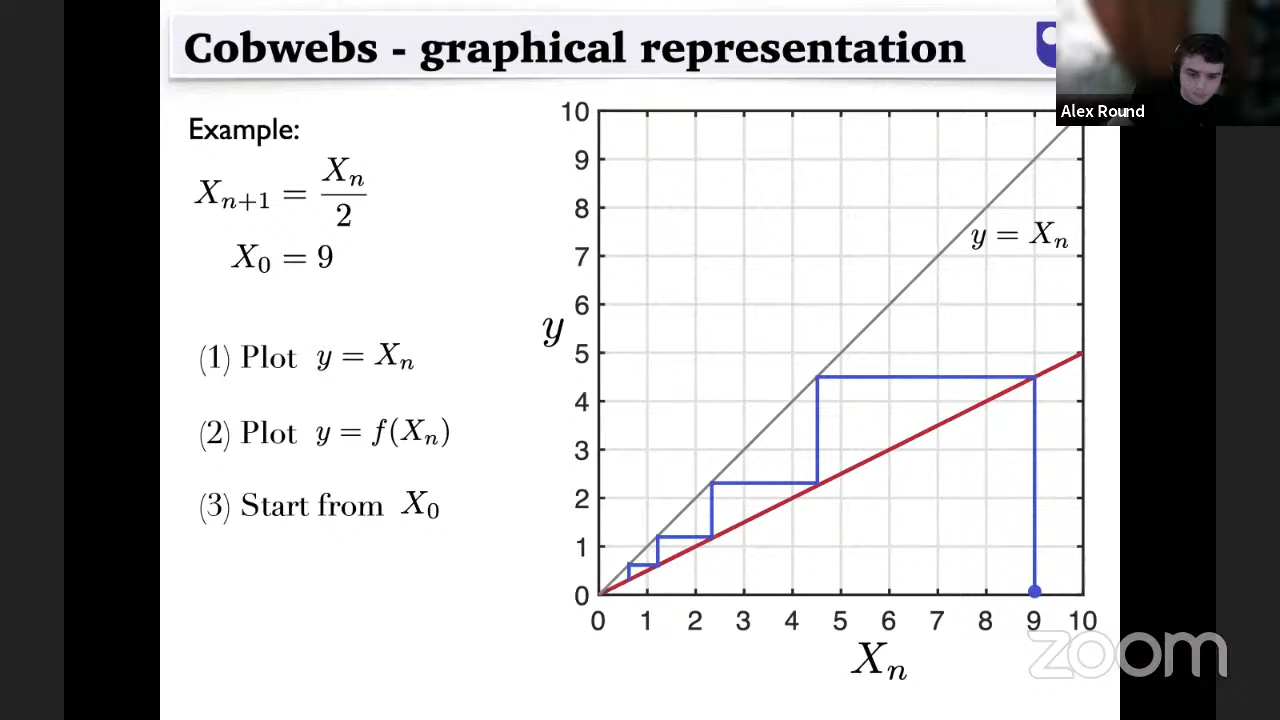 Cobwebs - graphical representation
Alex Round
Example:
X_{n+1} = \frac{X_n}{2}
X_0 = 9
(1) Plot y = X_n
(2) Plot y = f(X_n)
(3) Start from X_0
10
9
8
7
6
5
4
3
2
1
0
y
y = X_n
0 1 2 3 4 5 6 7 8 9 10
X_n
zoom